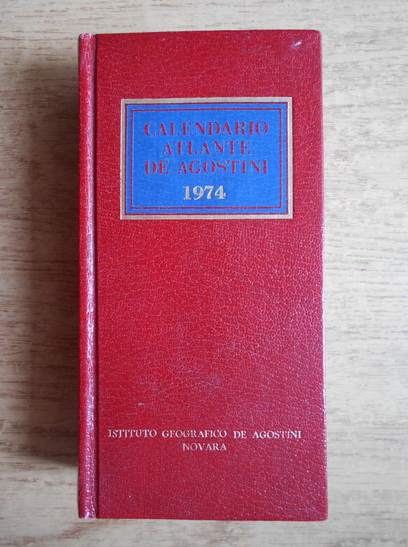 CALENDARIO
ATLANTE
DE AGOSTINI
1974
ISTITUTO GEOGRAFICO DE AGOSTINI
NOVARA